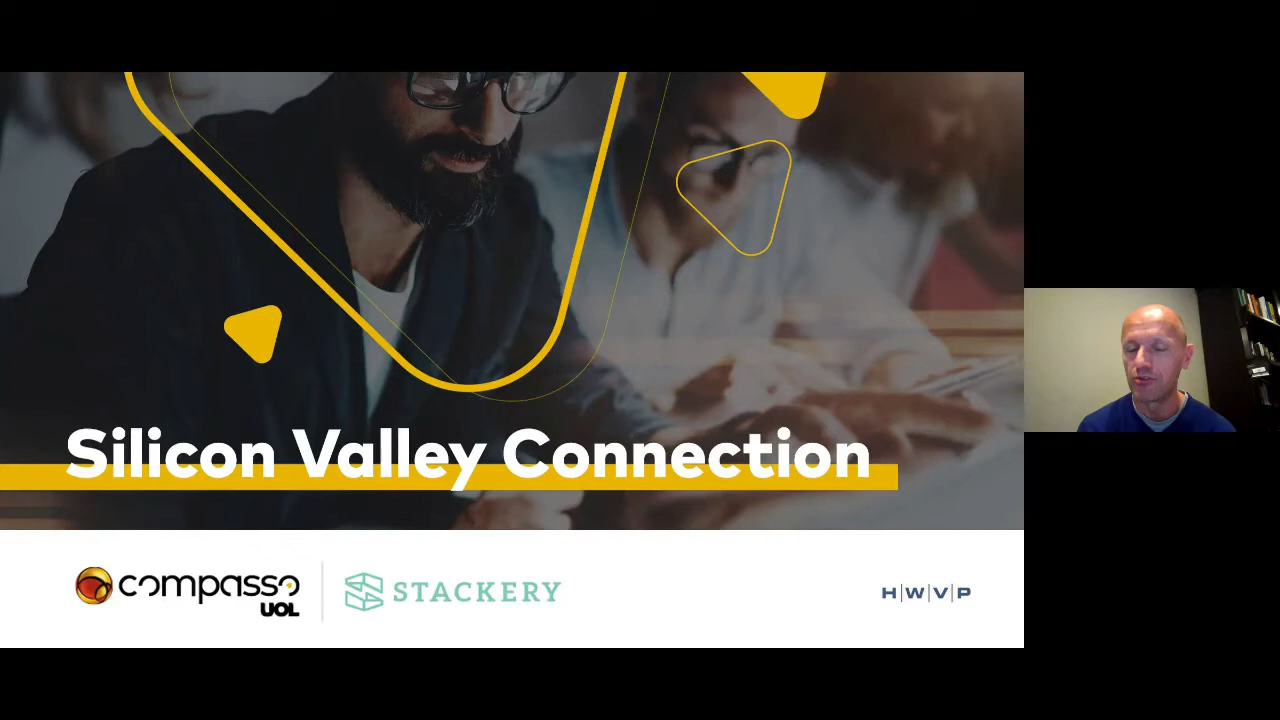 Silicon Valley Connection
compasso
UOL
STACKERY
H|W|V|P